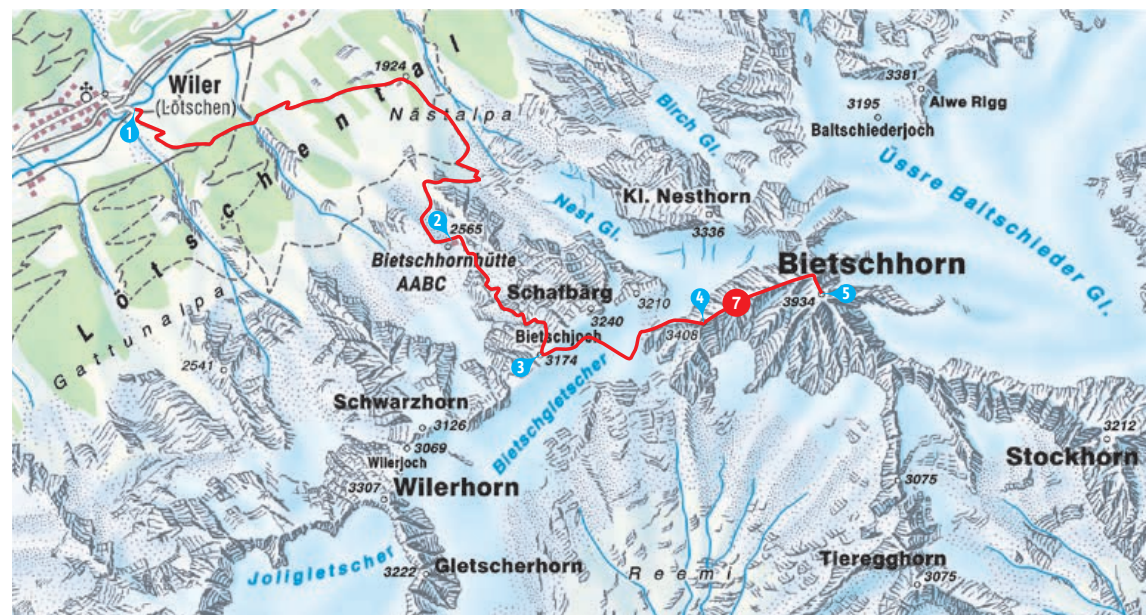 3381
1924
Wiler
(Lötschen)
Alwe Rigg
3195
Baltschiederjoch
Nästalpa
1
Birch Gl.
Üssre Baltschieder Gl.
Lötschental
Kl. Nesthorn
Nest Gl.
2
2565
3336
Bietschhornhütte
AABC
Bietschhorn
Schafbärg
3210
4
7
3934
5
3240
3408
Gattunalpa
Bietschjoch
3
3174
2541
Bietschgletscher
Schwarzhorn
3126
3212
3069
Wilerjoch
Stockhorn
3307
Wilerhorn
3075
Joligletscher
3222
Gletscherhorn
Reemi
Tieregghorn
3075